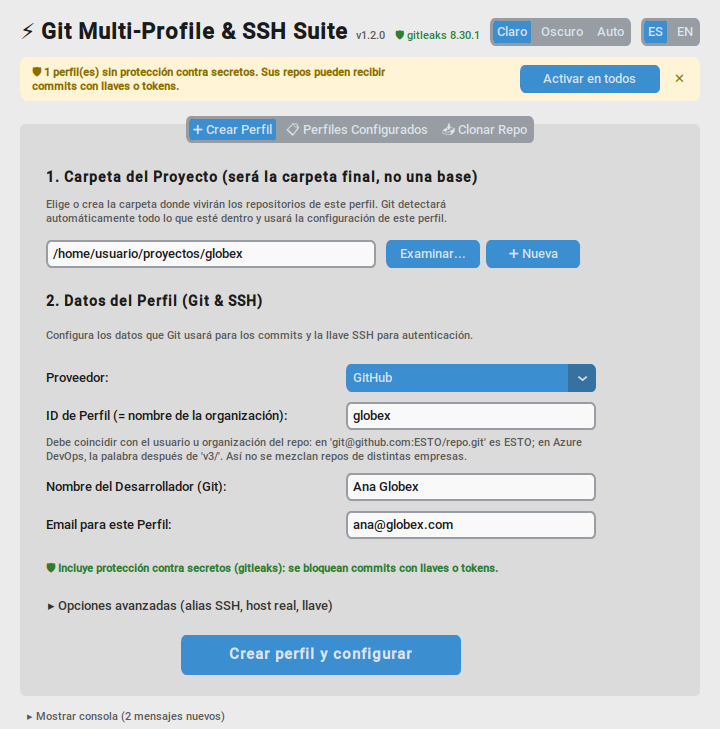 ⚡ Git Multi-Profile & SSH Suite v1.2.0 gitleaks 8.30.1 Claro Oscuro Auto ES EN
1 perfil(es) sin protección contra secretos. Sus repos pueden recibir
commits con llaves o tokens.
Activar en todos ×
+ Crear Perfil Perfiles Configurados Clonar Repo
1. Carpeta del Proyecto (será la carpeta final, no una base)
Elige o crea la carpeta donde vivirán los repositorios de este perfil. Git detectará
automáticamente todo lo que esté dentro y usará la configuración de este perfil.
/home/usuario/proyectos/globex Examinar... + Nueva
2. Datos del Perfil (Git & SSH)
Configura los datos que Git usará para los commits y la llave SSH para autenticación.
Proveedor: GitHub
ID de Perfil (= nombre de la organización): globex
Debe coincidir con el usuario u organización del repo: en 'git@github.com:ESTO/repo.git' es ESTO; en Azure
DevOps, la palabra después de 'v3/'. Así no se mezclan repos de distintas empresas.
Nombre del Desarrollador (Git): Ana Globex
Email para este Perfil: ana@globex.com
Incluye protección contra secretos (gitleaks): se bloquean commits con llaves o tokens.
▸ Opciones avanzadas (alias SSH, host real, llave)
Crear perfil y configurar
▸ Mostrar consola (2 mensajes nuevos)